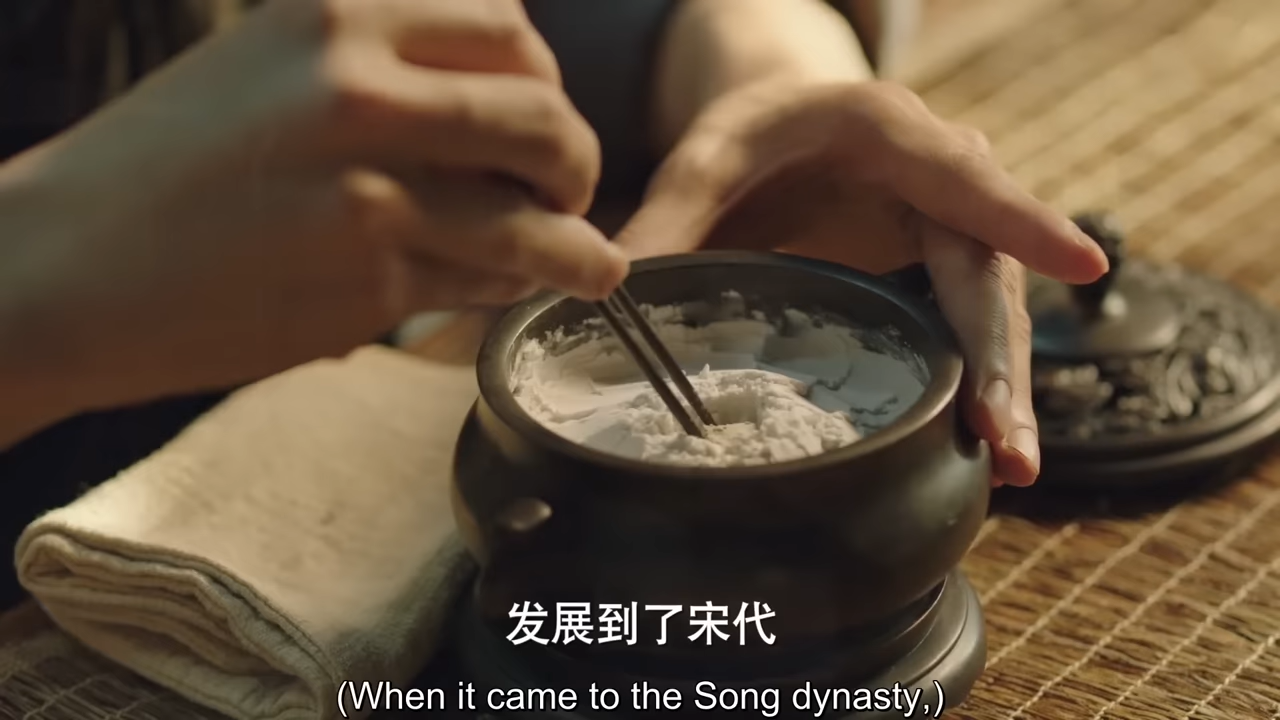 发展到了宋代
(When it came to the Song dynasty,)